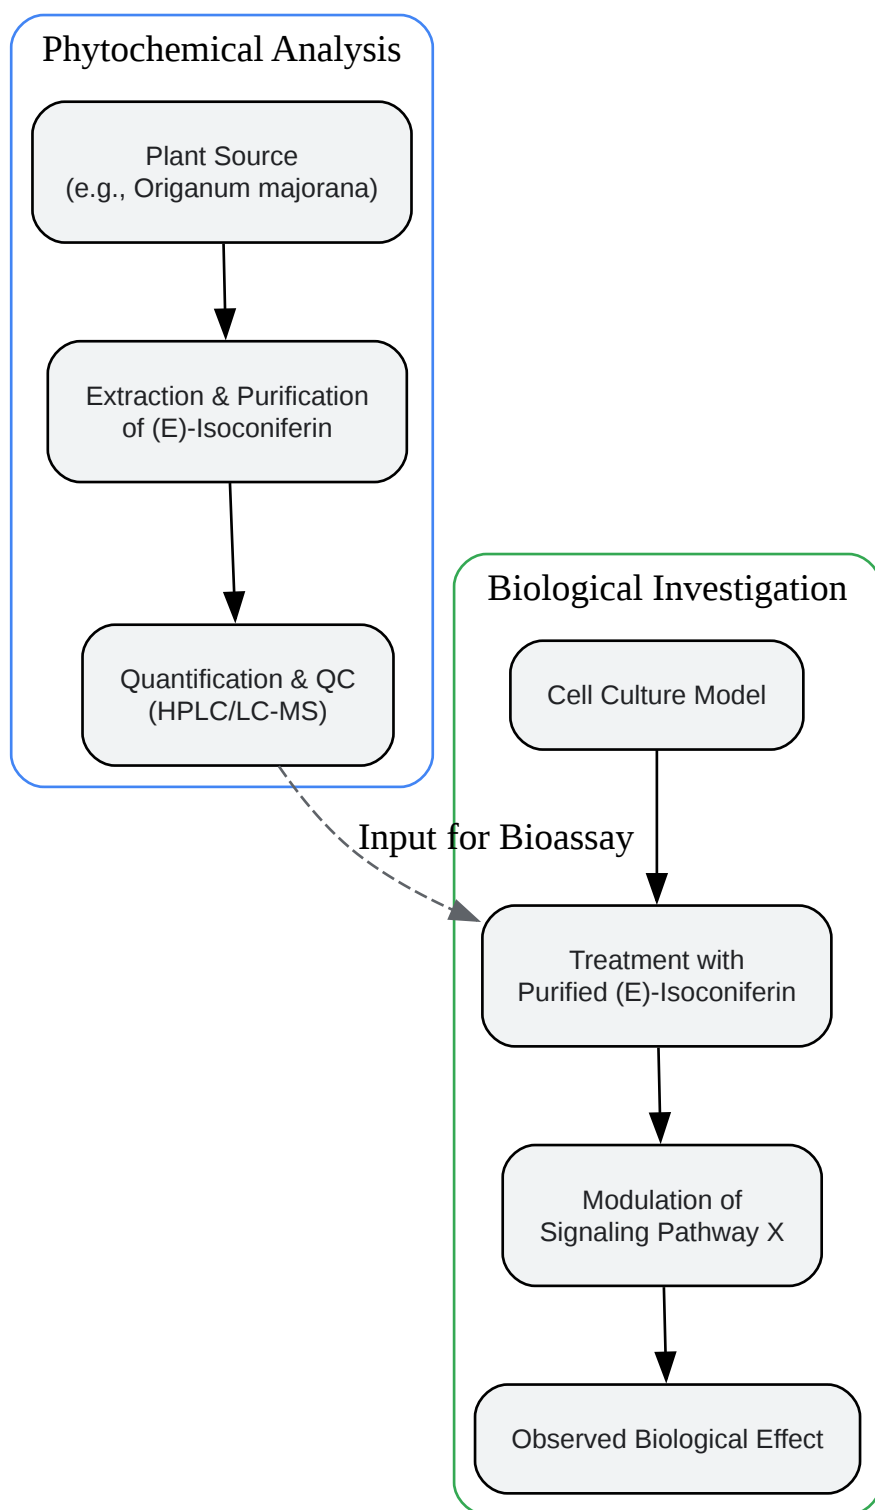 Phytochemical Analysis
Plant Source
(e.g., Origanum majorana)
Extraction & Purification
of (E)-Isoconiferin
Quantification & QC
(HPLC/LC-MS)
Input for Bioassay
Biological Investigation
Cell Culture Model
Treatment with
Purified (E)-Isoconiferin
Modulation of
Signaling Pathway X
Observed Biological Effect